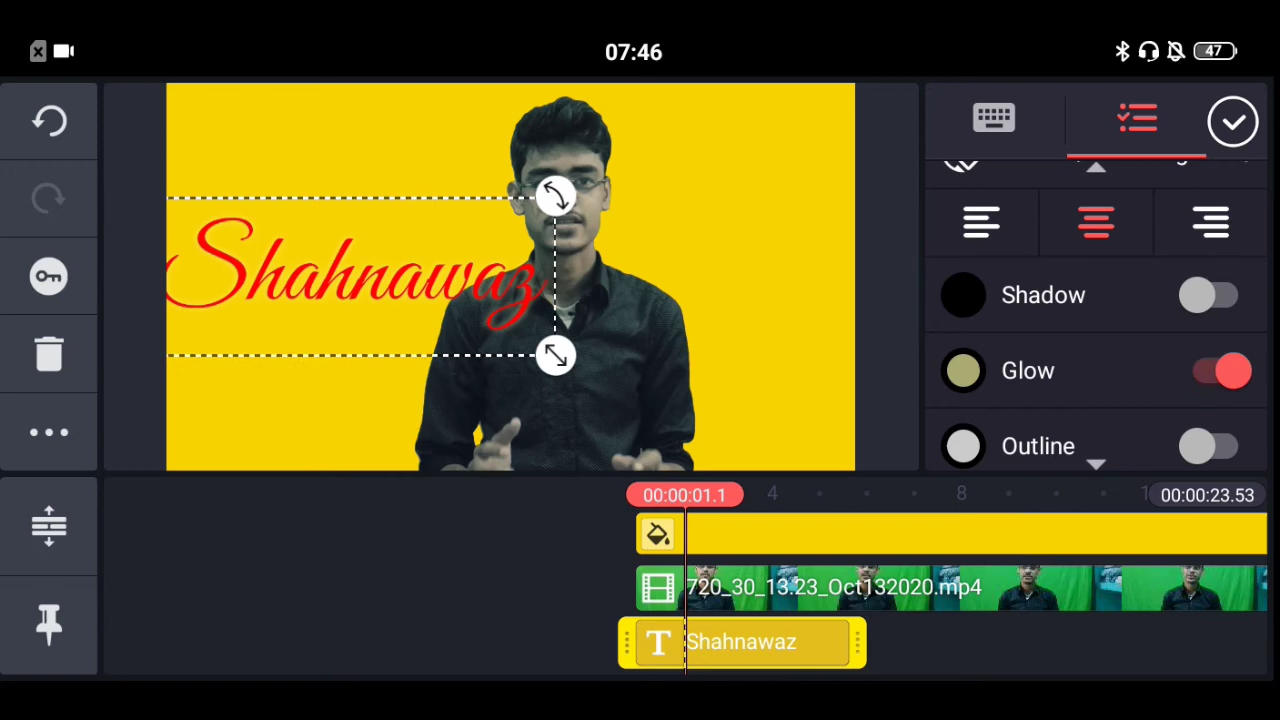 07:46
47
Shahnawaz
Shadow
Glow
Outline
00:00:01.1
4
8
1
00:00:23.53
720_30_13.23_Oct132020.mp4
T Shahnawaz